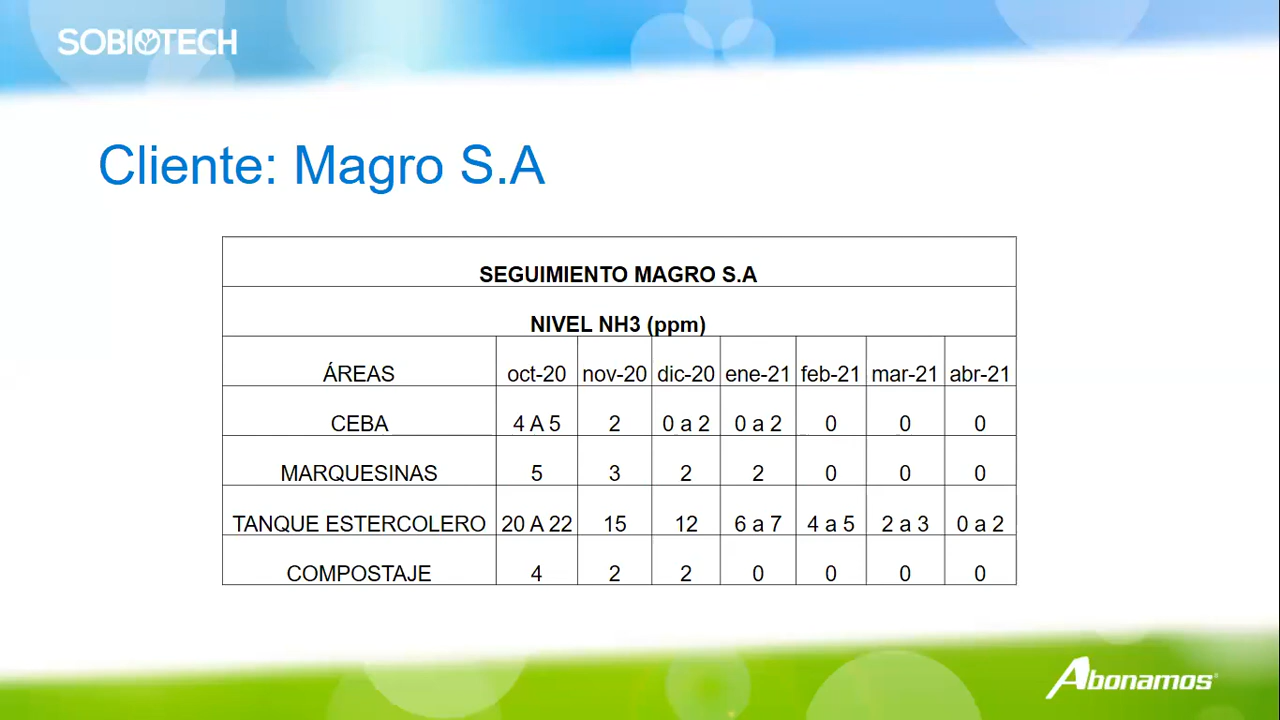 SOBIOTECH
Cliente: Magro S.A
SEGUIMIENTO MAGRO S.A
NIVEL NH3 (ppm)
ÁREAS oct-20 nov-20 dic-20 ene-21 feb-21 mar-21 abr-21
CEBA 4 A 5 2 0 a 2 0 a 2 0 0 0
MARQUESINAS 5 3 2 2 0 0 0
TANQUE ESTERCOLERO 20 A 22 15 12 6 a 7 4 a 5 2 a 3 0 a 2
COMPOSTAJE 4 2 2 0 0 0 0
Abonamos